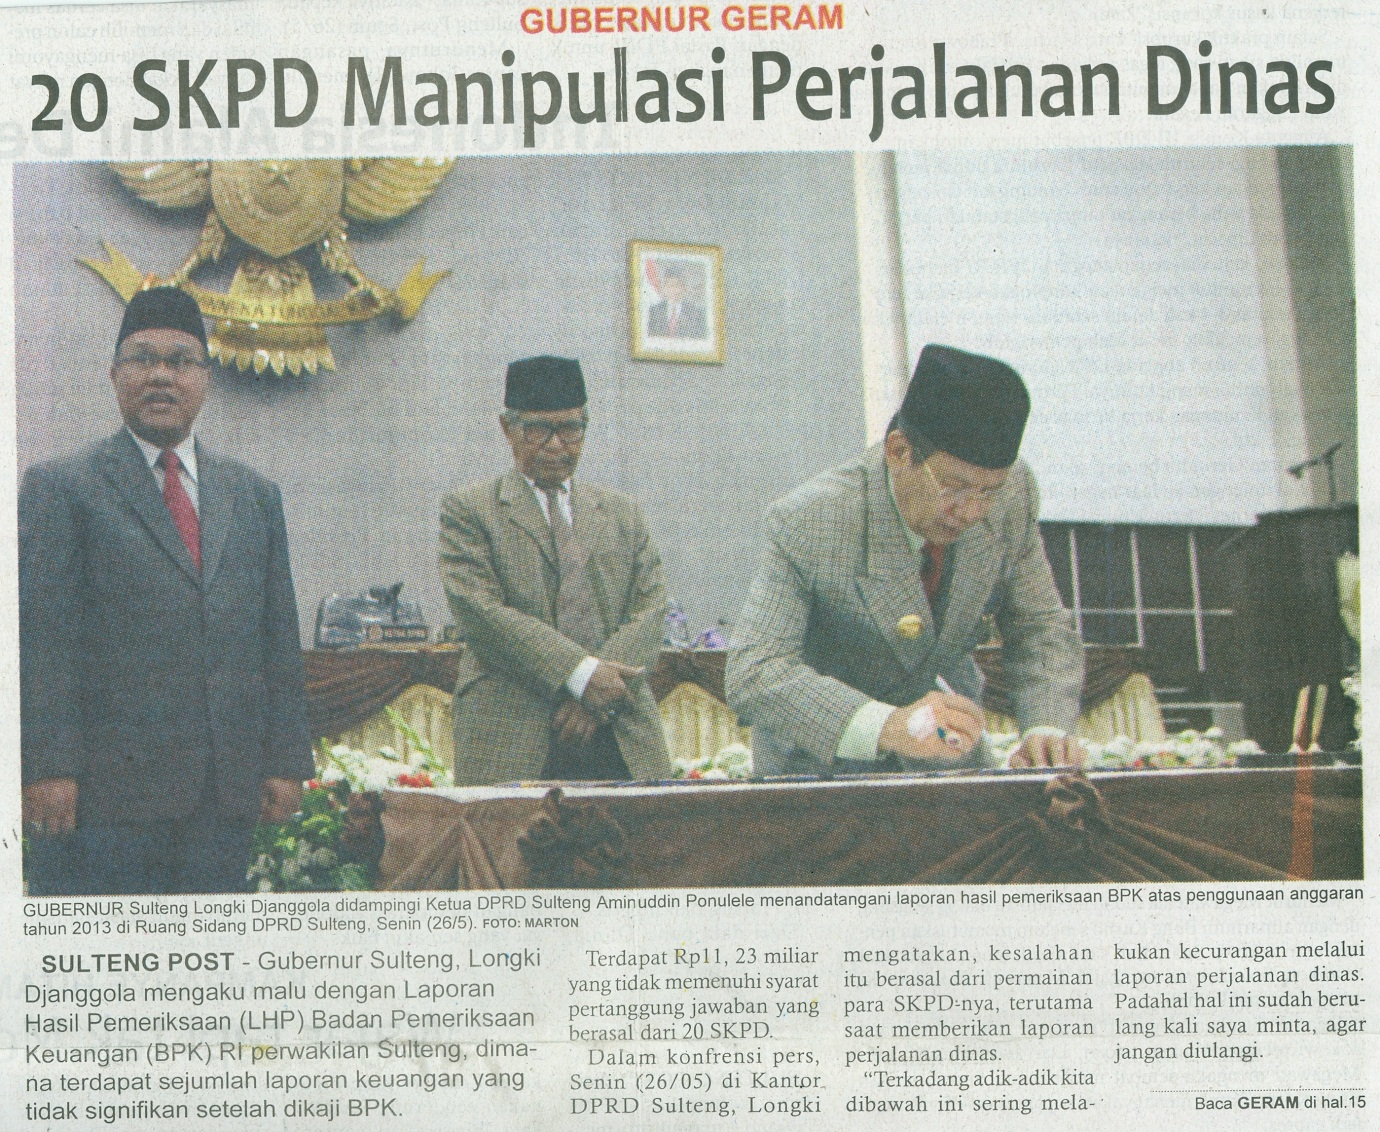 GUBERNUR GERAM
20 SKPD Manipulasi Perjalanan Dinas
KETUA DPRD
GUBERNUR Sulteng Longki Djanggola didampingi Ketua DPRD Sulteng Aminuddin Ponulele menandatangani laporan hasil pemeriksaan BPK atas penggunaan anggaran
tahun 2013 di Ruang Sidang DPRD Sulteng, Senin (26/5). FOTO: MARTON
SULTENG POST - Gubernur Sulteng, Longki
Djanggola mengaku malu dengan Laporan
Hasil Pemeriksaan (LHP) Badan Pemeriksaan
Keuangan (BPK) RI perwakilan Sulteng, dima-
na terdapat sejumlah laporan keuangan yang
tidak signifikan setelah dikaji BPK.
Terdapat Rp11, 23 miliar
yang tidak memenuhi syarat
pertanggung jawaban yang
berasal dari 20 SKPD.
Dalam konfrensi pers,
Senin (26/05) di Kantor
DPRD Sulteng, Longki
mengatakan, kesalahan
itu berasal dari permainan
para SKPD-nya, terutama
saat memberikan laporan
perjalanan dinas.
“Terkadang adik-adik kita
dibawah ini sering mela-
kukan kecurangan melalui
laporan perjalanan dinas.
Padahal hal ini sudah beru-
lang kali saya minta, agar
jangan diulangi.
Baca GERAM di hal.15